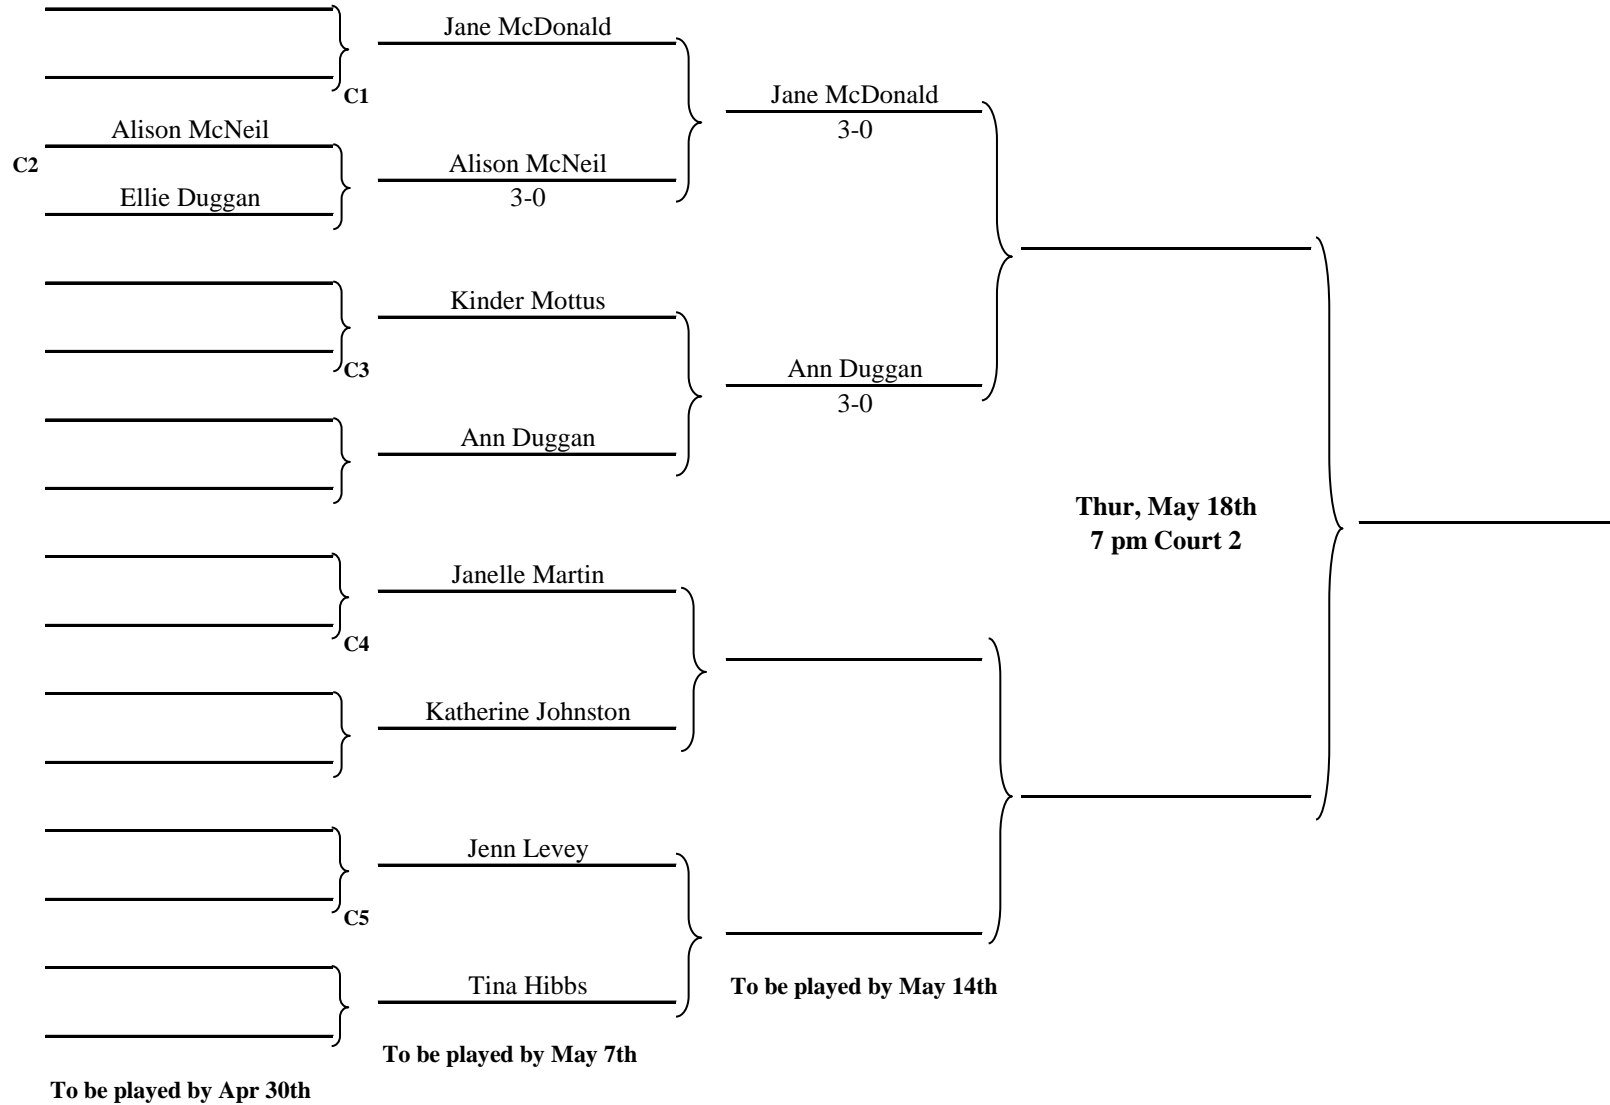 Jane McDonald
C1
Jane McDonald
3-0
Alison McNeil
C2
Alison McNeil
3-0
Ellie Duggan
Kinder Mottus
C3
Ann Duggan
3-0
Ann Duggan
Thur, May 18th
7 pm Court 2
Janelle Martin
C4
Katherine Johnston
Jenn Levey
C5
Tina Hibbs
To be played by May 14th
To be played by May 7th
To be played by Apr 30th